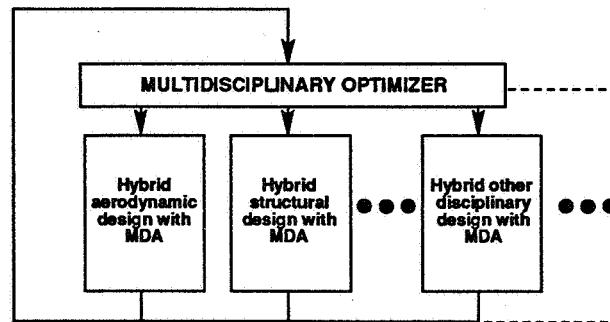 MULTIDISCIPLINARY OPTIMIZER
Hybrid
aerodynamic
design with
MDA
Hybrid
structural
design with
MDA
Hybrid other
disciplinary
design with
MDA